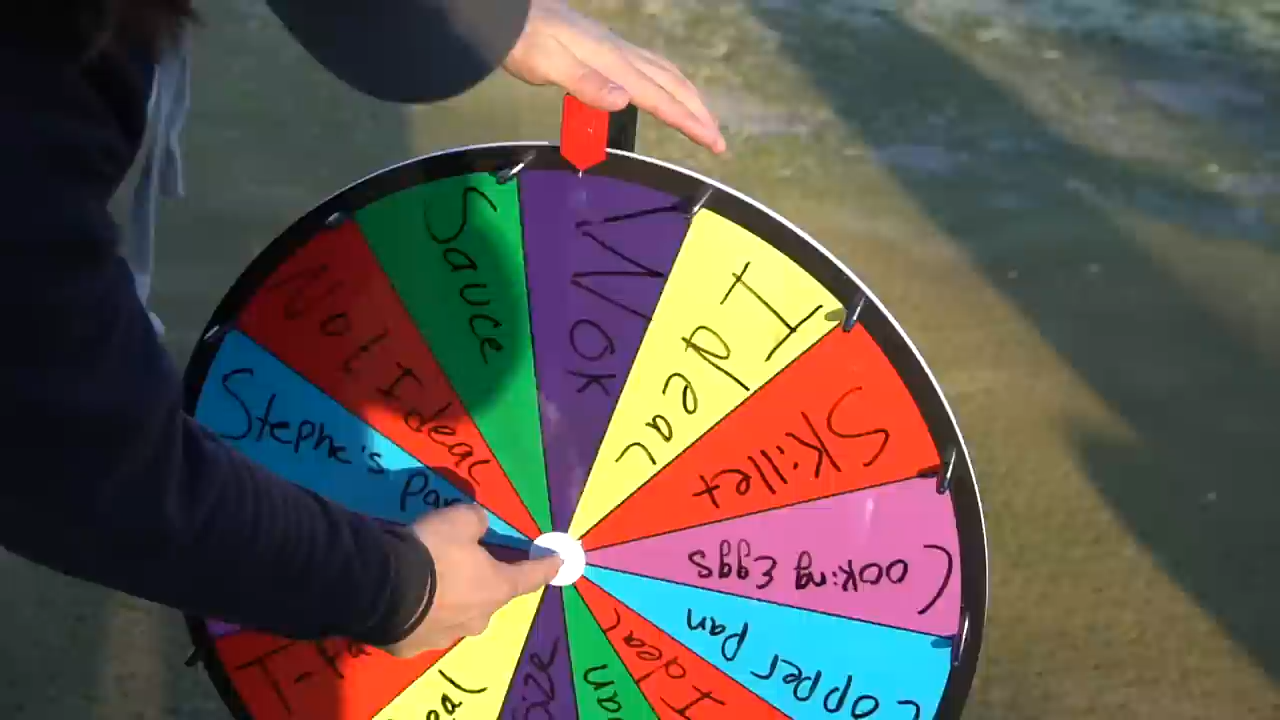 Sauce
Wok
Ideal
Not Ideal
Skillet
Stephe's Pan
Cooking Eggs
Copper Pan
Ideal